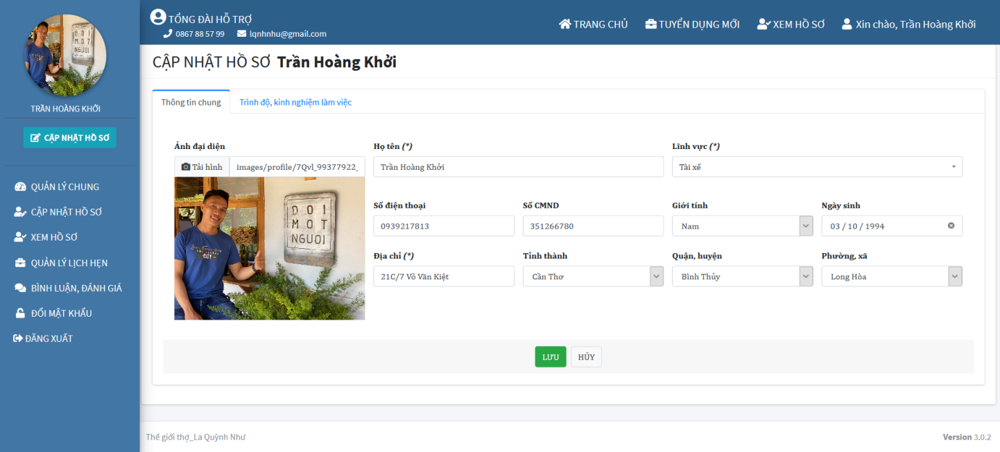 TỔNG ĐÀI HỖ TRỢ
0867 88 57 99 lqnhnhu@gmail.com
TRANG CHỦ TUYỂN DỤNG MỚI XEM HỒ SƠ Xin chào, Trần Hoàng Khởi
TRẦN HOÀNG KHỞI
CẬP NHẬT HỒ SƠ
QUẢN LÝ CHUNG
CẬP NHẬT HỒ SƠ
XEM HỒ SƠ
QUẢN LÝ LỊCH HẸN
BÌNH LUẬN, ĐÁNH GIÁ
ĐỔI MẬT KHẨU
ĐĂNG XUẤT
CẬP NHẬT HỒ SƠ Trần Hoàng Khởi
Thông tin chung Trình độ, kinh nghiệm làm việc
Ảnh đại diện
Tải hình images/profile/7Qvl_99377922_
DOI
MOT
NGUOI
Họ tên (*) Lĩnh vực (*)
Trần Hoàng Khởi Tài xế
Số điện thoại Số CMND Giới tính Ngày sinh
0939217813 351266780 Nam 03 / 10 / 1994
Địa chỉ (*) Tỉnh thành Quận, huyện Phường, xã
21C/7 Võ Văn Kiệt Cần Thơ Bình Thủy Long Hòa
LƯU HỦY
Thế giới thợ_La Quỳnh Như Version 3.0.2